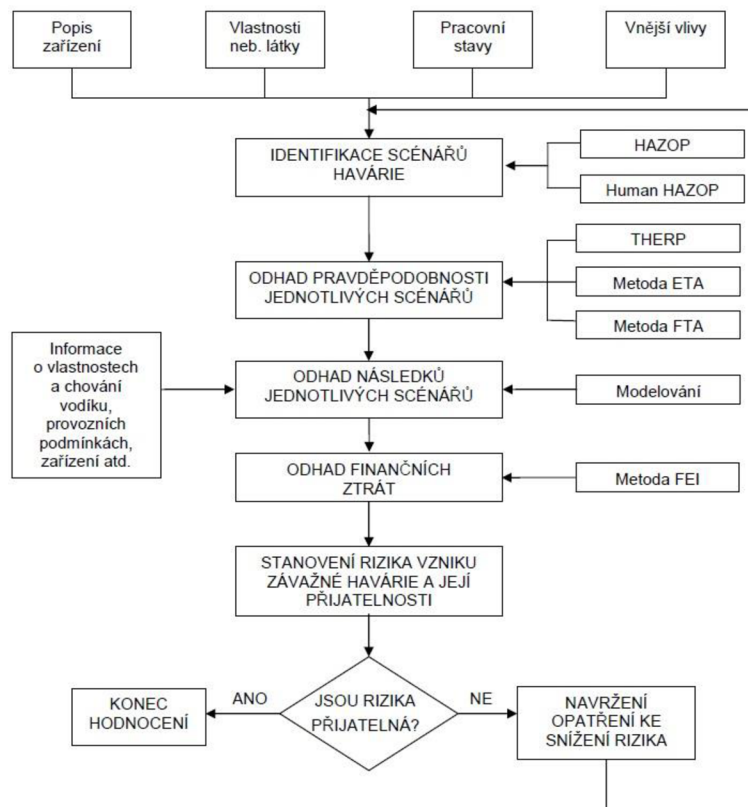 Popis
zařízení
Vlastnosti
neb. látky
Pracovní
stavy
Vnější vlivy
IDENTIFIKACE SCÉNÁŘŮ
HAVÁRIE
HAZOP
Human HAZOP
THERP
ODHAD PRAVDĚPODOBNOSTI
JEDNOTLIVÝCH SCÉNÁŘŮ
Metoda ETA
Metoda FTA
Informace
o vlastnostech
a chování
vodíku,
provozních
podmínkách,
zařízení atd.
ODHAD NÁSLEDKŮ
JEDNOTLIVÝCH SCÉNÁŘŮ
Modelování
ODHAD FINANČNÍCH
ZTRÁT
Metoda FEI
STANOVENÍ RIZIKA VZNIKU
ZÁVAŽNÉ HAVÁRIE A JEJÍ
PŘIJATELNOSTI
KONEC
HODNOCENÍ
ANO
JSOU RIZIKA
PŘIJATELNÁ?
NE
NAVRŽENÍ
OPATŘENÍ KE
SNÍŽENÍ RIZIKA